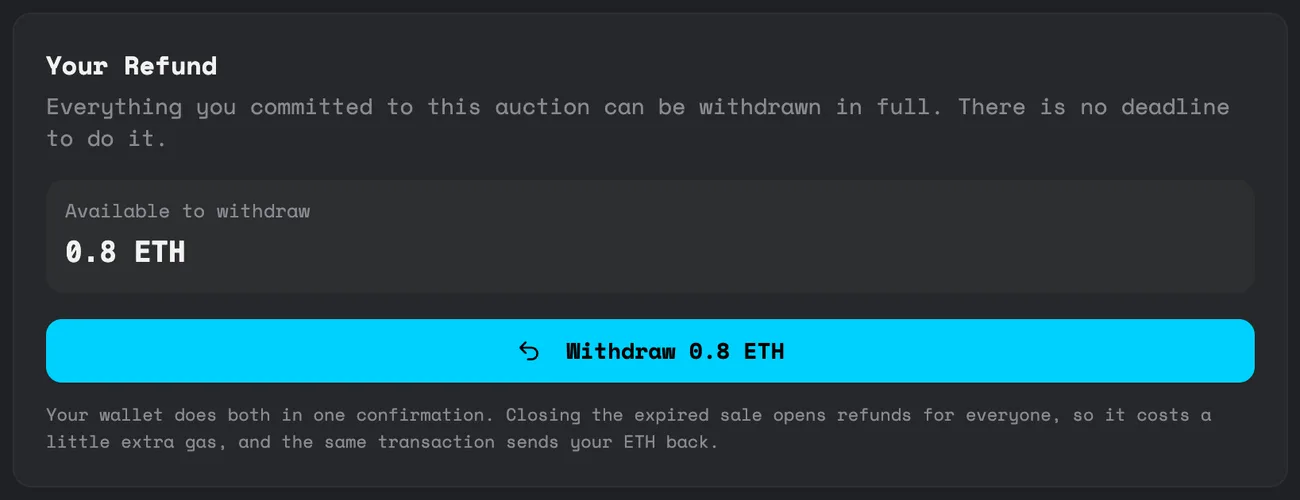 Your Refund
Everything you committed to this auction can be withdrawn in full. There is no deadline
to do it.
Available to withdraw
0.8 ETH
Withdraw 0.8 ETH
Your wallet does both in one confirmation. Closing the expired sale opens refunds for everyone, so it costs a
little extra gas, and the same transaction sends your ETH back.